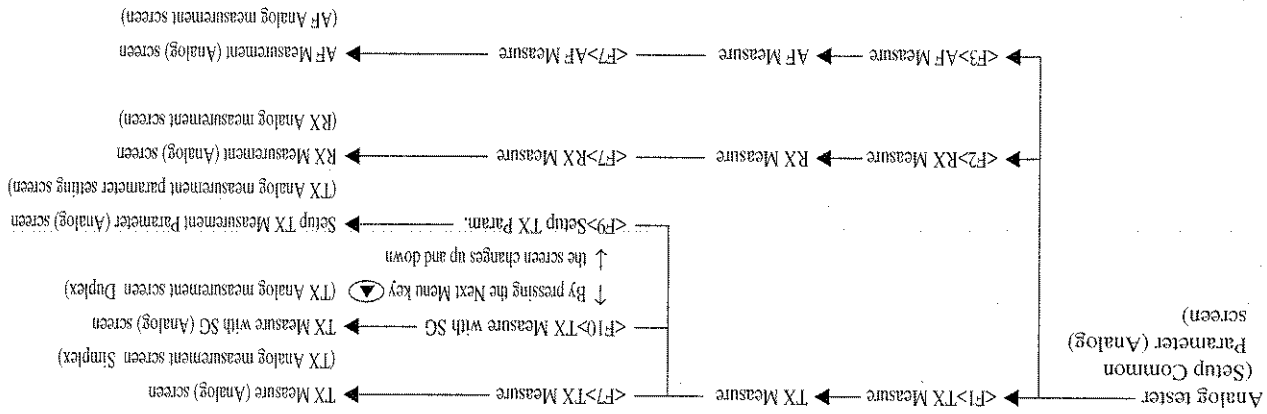 Analog tester
(Setup Common
Parameter (Analog)
screen)
<F1>TX Measure
TX Measure
<F7>TX Measure
TX Measure (Analog) screen
(TX Analog measurement screen Simplex)
<F10>TX Measure with SG
TX Measure with SG (Analog) screen
(TX Analog measurement screen Duplex)
↑ By pressing the Next Menu key
↓ the screen changes up and down
<F9>Setup TX Param.
Setup TX Measurement Parameter (Analog) screen
(TX Analog measurement parameter setting screen)
<F2>RX Measure
RX Measure
<F7>RX Measure
RX Measurement (Analog) screen
(RX Analog measurement screen)
<F3>AF Measure
AF Measure
<F7>AF Measure
AF Measurement (Analog) screen
(AF Analog measurement screen)